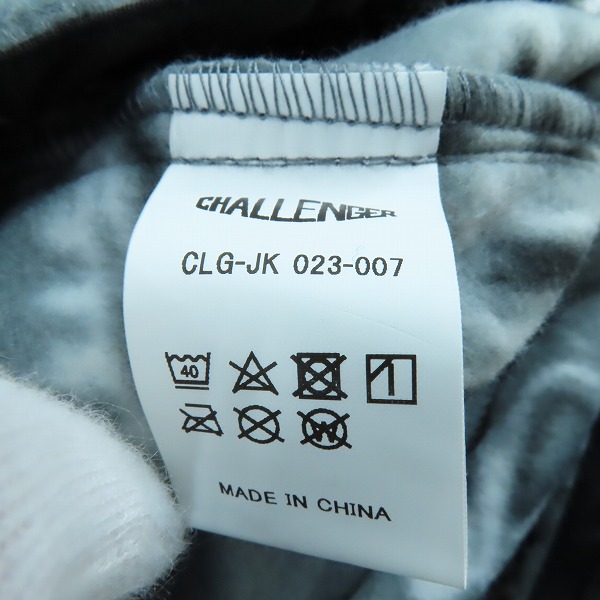 CHALLENGER
CLG-JK 023-007
40
W
MADE IN CHINA